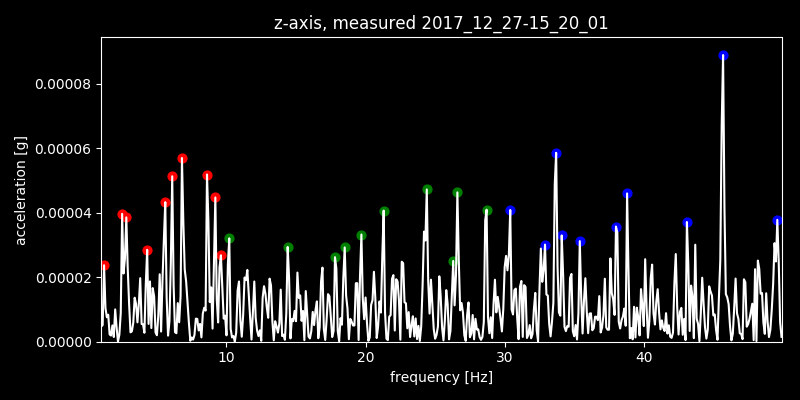 z-axis, measured 2017_12_27-15_20_01
0.00008
0.00006
0.00004
0.00002
0.00000
acceleration [g]
10 20 30 40
frequency [Hz]